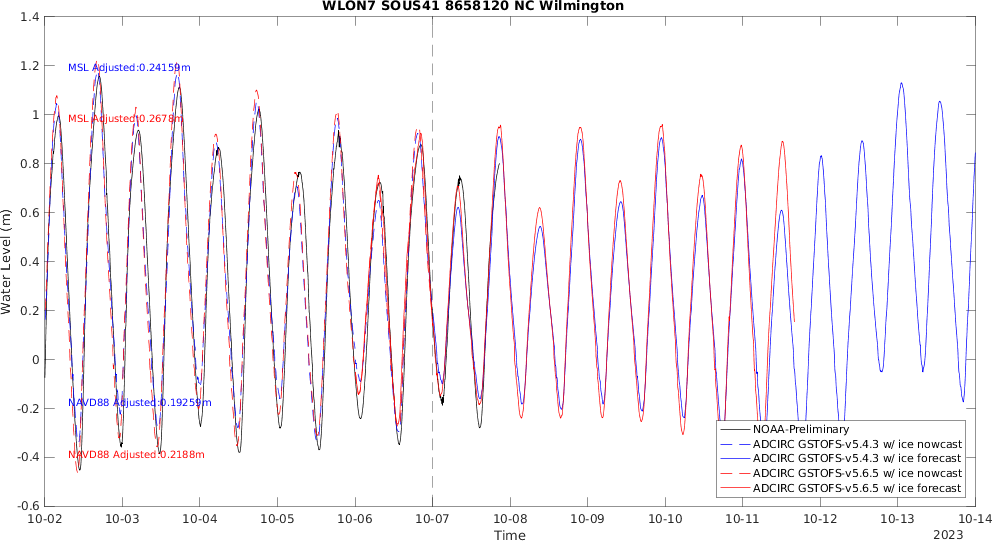 WLON7 SOUS41 8658120 NC Wilmington
1.4
1.2
1
0.8
0.6
0.4
0.2
0
-0.2
-0.4
-0.6
Water Level (m)
MSL Adjusted:0.24159m
MSL Adjusted:0.2678m
NAVD88 Adjusted:0.19259m
NAVD88 Adjusted:0.2188m
NOAA-Preliminary
ADCIRC GSTOFS-v5.4.3 w/ ice nowcast
ADCIRC GSTOFS-v5.4.3 w/ ice forecast
ADCIRC GSTOFS-v5.6.5 w/ ice nowcast
ADCIRC GSTOFS-v5.6.5 w/ ice forecast
10-02 10-03 10-04 10-05 10-06 10-07 10-08 10-09 10-10 10-11 10-12 10-13 10-14
Time
2023